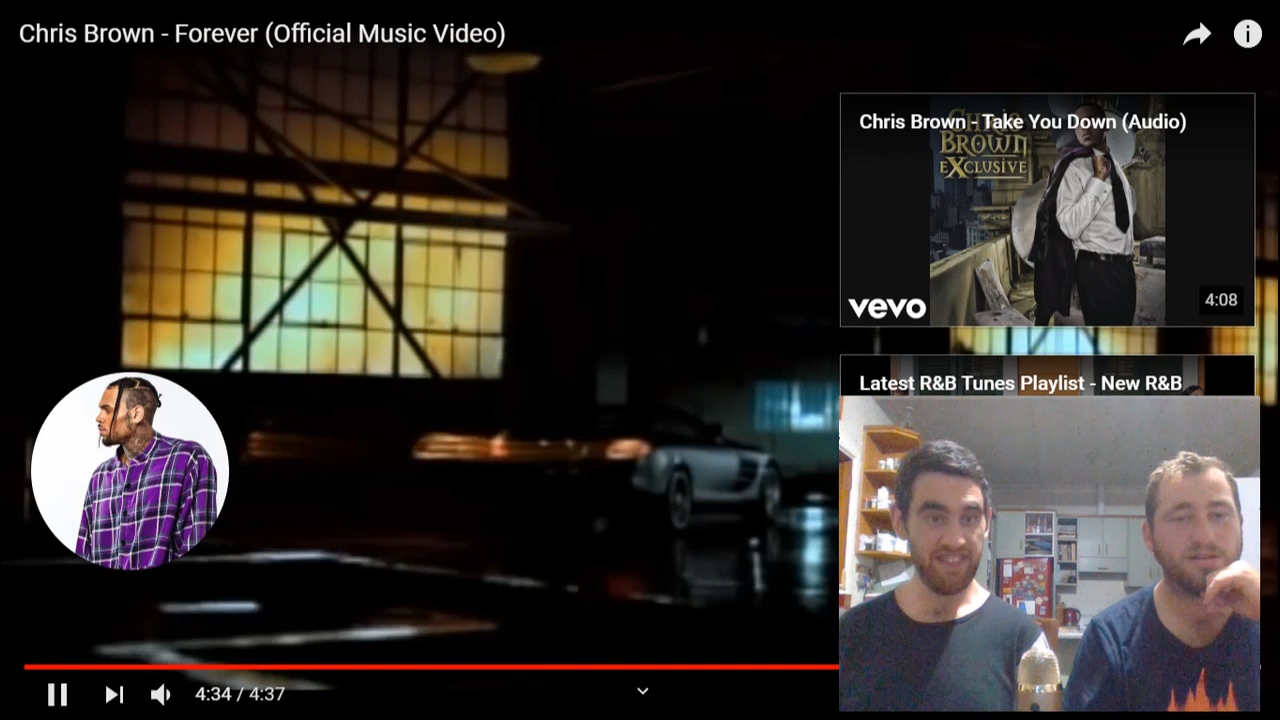 Chris Brown - Forever (Official Music Video)
Chris Brown - Take You Down (Audio)
CHRIS
BROWN
EXCLUSIVE
vevo
4:08
Latest R&B Tunes Playlist - New R&B
4:34 / 4:37